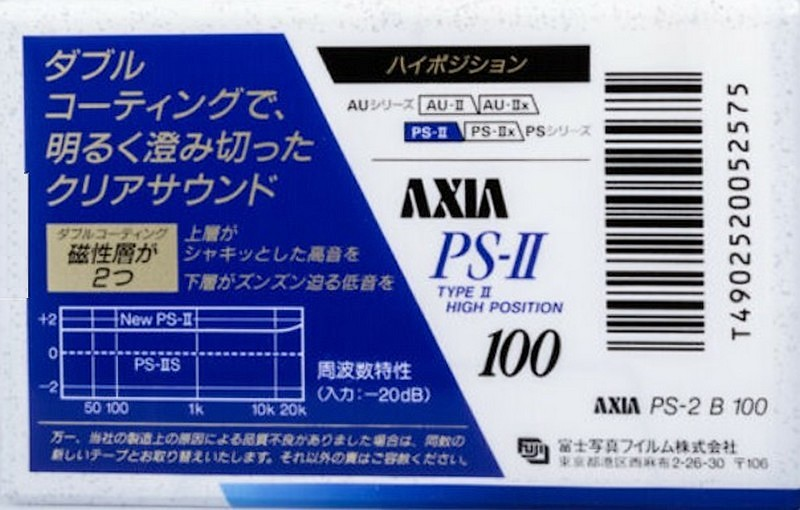 ダブル
コーティングで、
明るく澄み切った
クリアサウンド
ダブルコーティング
磁性層が
2つ
上層が
シャキッとした高音を
下層がズンズン迫る低音を
+2
0
-2
New PS-II
PS-IIS
50 100 1k 10k 20k
周波数特性
(入力:-20dB)
万一、当社の製造上の原因による品質不良がありました場合は、同数の
新しいテープとお取り替えいたします。それ以外の責はご容赦ください。
ハイポジション
AUシリーズ AU-II AU-IIx
PS-II PS-IIx PSシリーズ
AXIA
PS-II
TYPE II
HIGH POSITION
100
T4902520052575
AXIA PS-2 B 100
FUJI 富士写真フイルム株式会社
東京都港区西麻布2-26-30 〒106